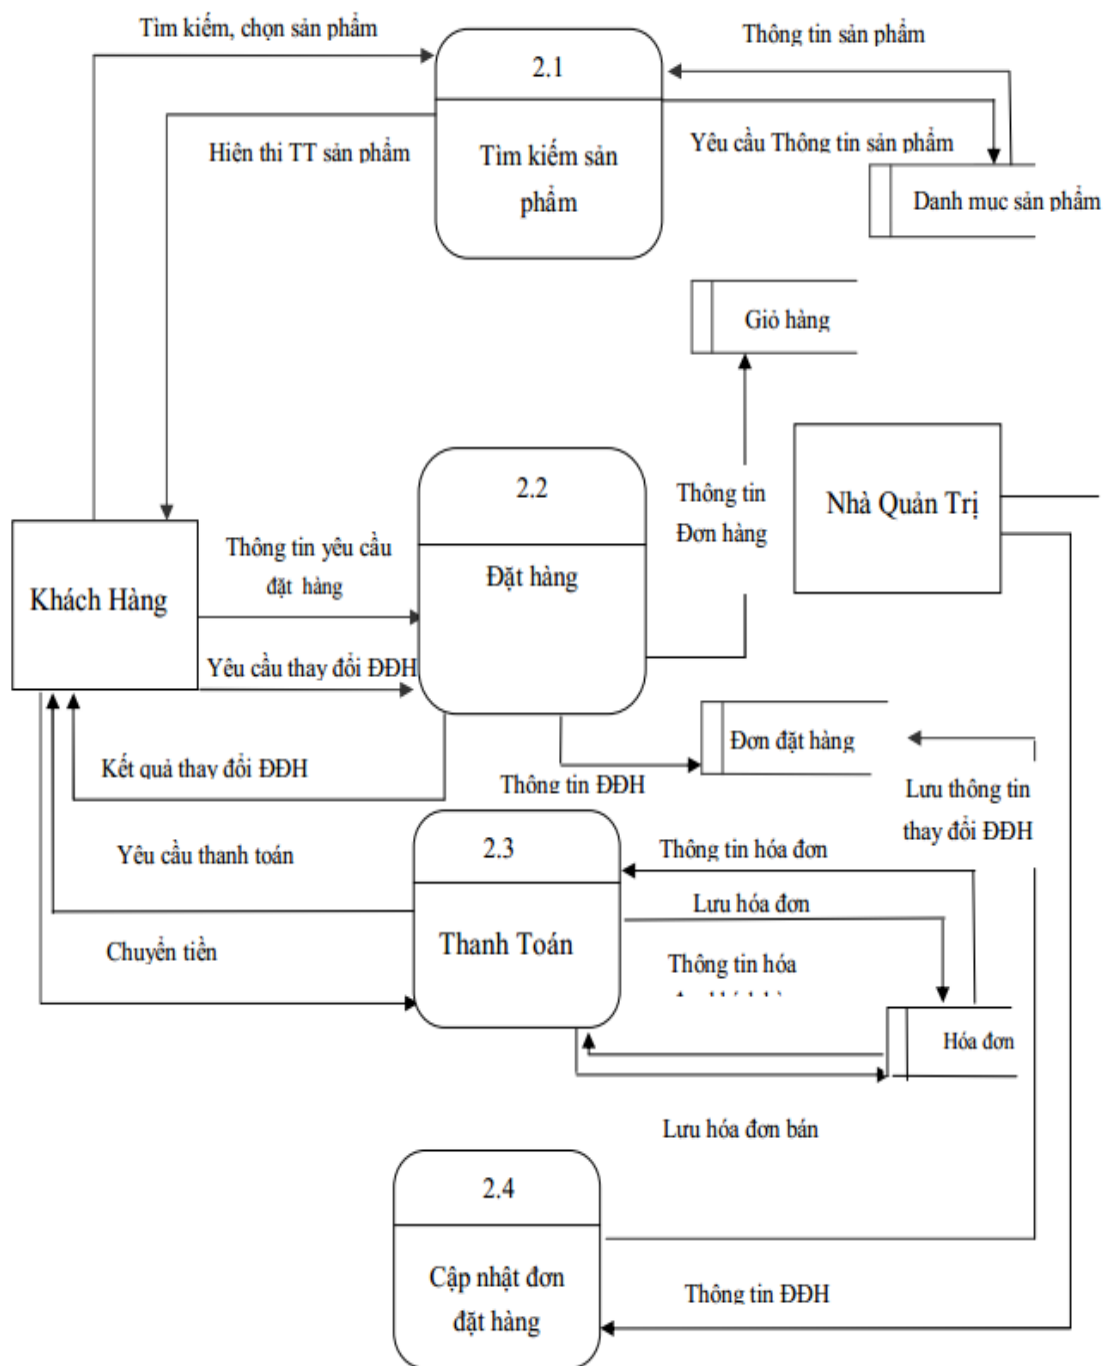 Tìm kiếm, chọn sản phẩm
Thông tin sản phẩm
2.1
Hiên thi TT sản phẩm
Yêu cầu Thông tin sản phẩm
Tìm kiếm sản
phẩm
Danh muc sản phẩm
Giỏ hàng
2.2
Thông tin
Đơn hàng
Nhà Quản Trị
Thông tin yêu cầu
đặt hàng
Đặt hàng
Khách Hàng
Yêu cầu thay đổi ĐĐH
Đơn đặt hàng
Kết quả thay đổi ĐĐH
Thông tin ĐĐH
Lưu thông tin
thay đổi ĐĐH
2.3
Yêu cầu thanh toán
Thông tin hóa đơn
Lưu hóa đơn
Thanh Toán
Chuyển tiền
Thông tin hóa
Hóa đơn
Lưu hóa đơn bán
2.4
Cập nhật đơn
đặt hàng
Thông tin ĐĐH